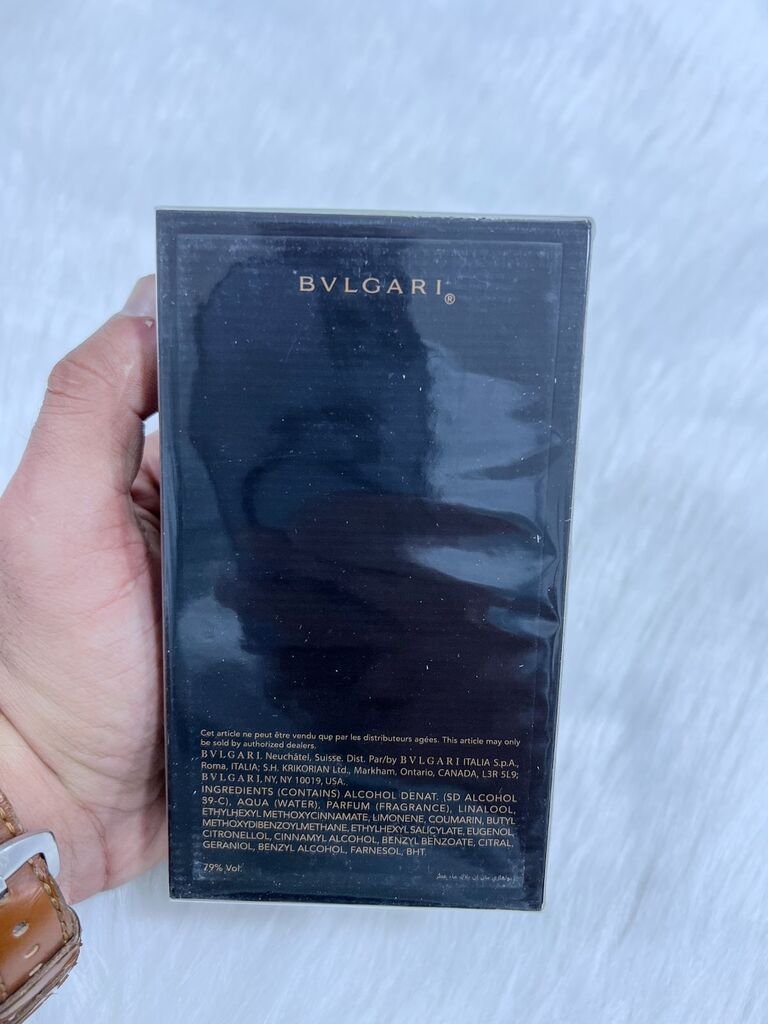 BVLGARI®
Cet article ne peut être vendu que par les distributeurs agées. This article may only
be sold by authorized dealers.
BVLGARI. Neuchâtel, Suisse. Dist. Par/by BVLGARI ITALIA S.p.A.,
Roma, ITALIA; S.H. KRIKORIAN Ltd., Markham, Ontario, CANADA, L3R 5L9;
BVLGARI, NY, NY 10019, USA.
INGREDIENTS (CONTAINS) ALCOHOL DENAT. (SD ALCOHOL
39-C), AQUA (WATER), PARFUM (FRAGRANCE), LINALOOL,
ETHYLHEXYL METHOXYCINNAMATE, LIMONENE, COUMARIN, BUTYL
METHOXYDIBENZOYLMETHANE, ETHYLHEXYL SALICYLATE, EUGENOL,
CITRONELLOL, CINNAMYL ALCOHOL, BENZYL BENZOATE, CITRAL,
GERANIOL, BENZYL ALCOHOL, FARNESOL, BHT.
79% Vol.